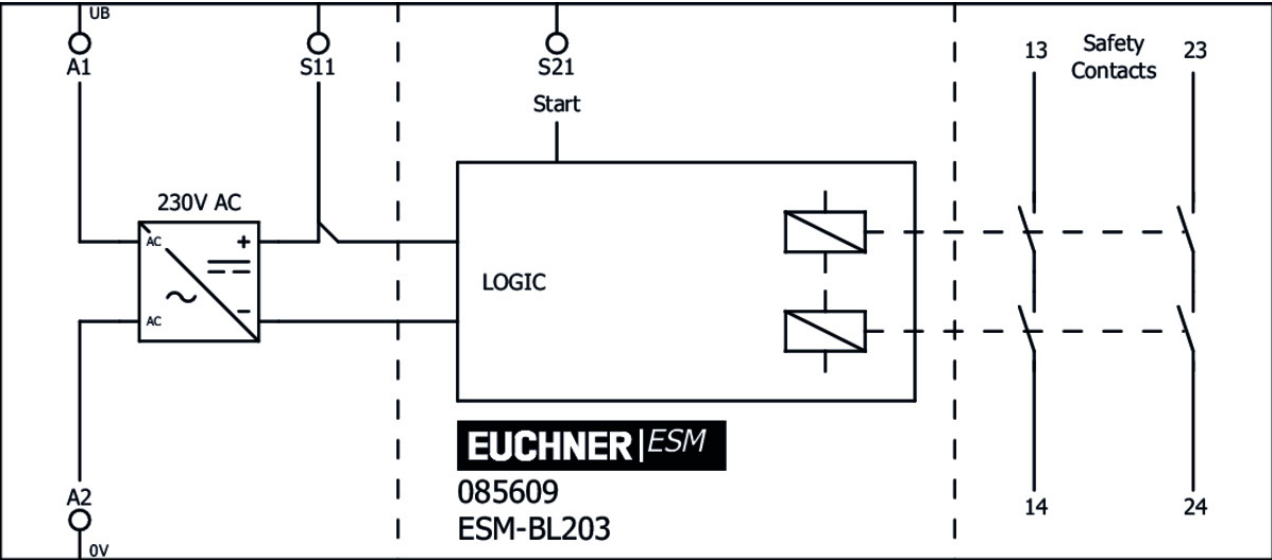 UB
A1
S11
S21
Start
13
Safety
Contacts
23
230V AC
AC
+
AC
−
LOGIC
EUCHNER|ESM
085609
ESM-BL203
A2
0V
14
24